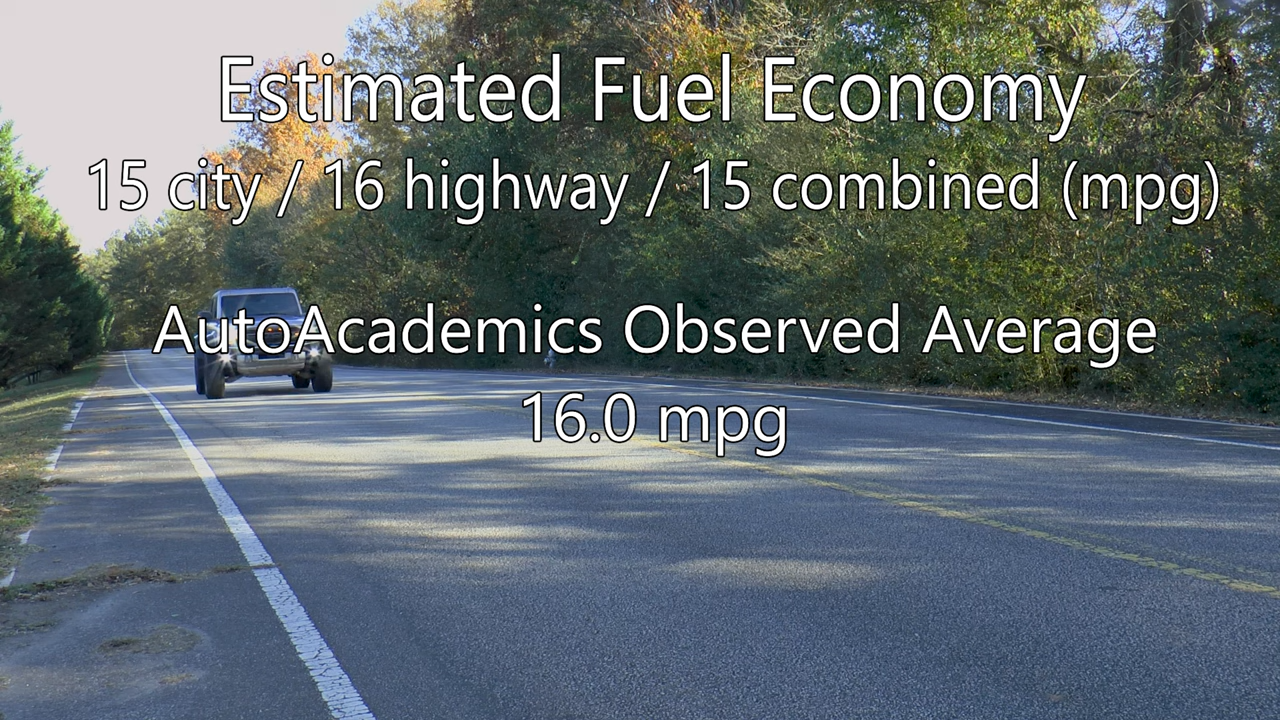 Estimated Fuel Economy
15 city / 16 highway / 15 combined (mpg)
AutoAcademics Observed Average
16.0 mpg